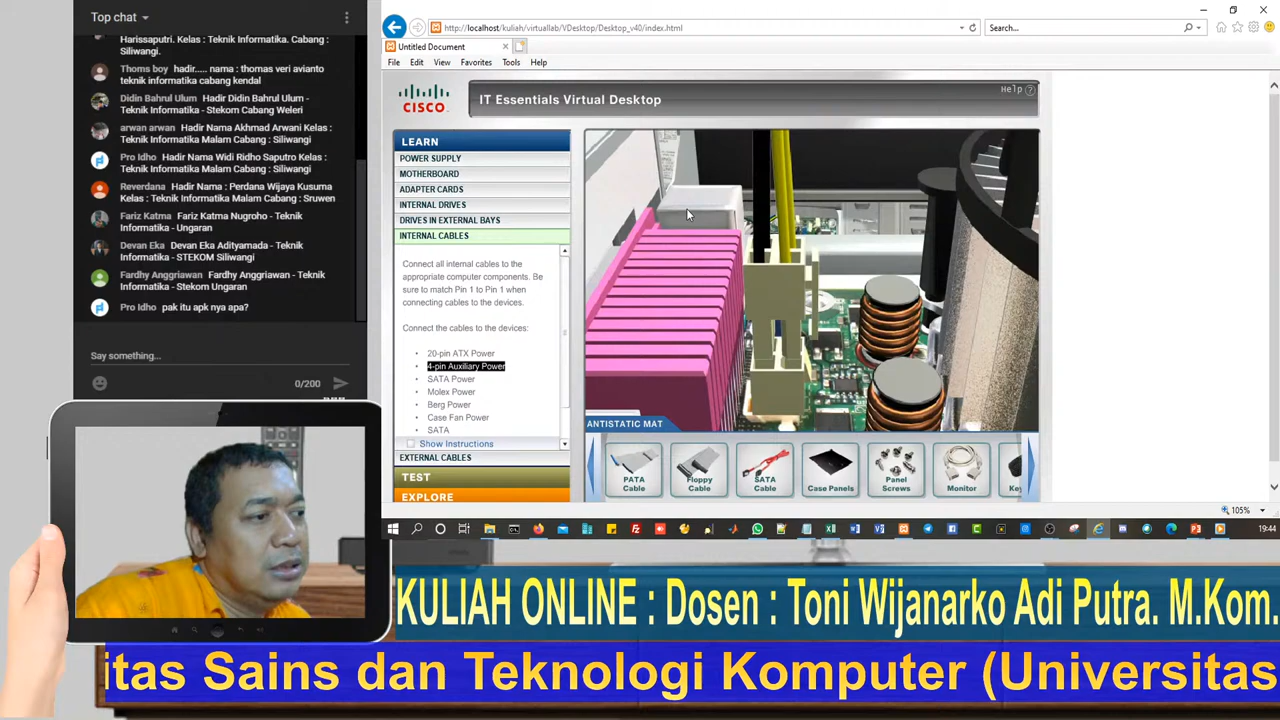 Top chat
Harissaputri. Kelas : Teknik Informatika. Cabang :
Siliwangi.
Thoms boy hadir..... nama : thomas veri avianto
teknik informatika cabang kendal
Didin Bahrul Ulum Hadir Didin Bahrul Ulum -
Teknik Informatika - Stekom Cabang Weleri
arwan arwan Hadir Nama Akhmad Arwani Kelas :
Teknik Informatika Malam Cabang : Siliwangi
Pro Idho Hadir Nama Widi Ridho Saputro Kelas :
Teknik Informatika Malam Cabang : Siliwangi
Reverdana Hadir Nama : Perdana Wijaya Kusuma
Kelas : Teknik Informatika Malam Cabang : Sruwen
Fariz Katma Fariz Katma Nugroho - Teknik
Informatika - Ungaran
Devan Eka Devan Eka Adityamada - Teknik
Informatika - STEKOM Siliwangi
Fardhy Anggriawan Fardhy Anggriawan - Teknik
Informatika - Stekom Ungaran
Pro Idho pak itu apk nya apa?
Say something...
0/200
http://localhost/kuliah/virtuallab/VDesktop/Desktop_v40/index.html
Search...
Untitled Document
File Edit View Favorites Tools Help
CISCO
IT Essentials Virtual Desktop
Help ?
LEARN
POWER SUPPLY
MOTHERBOARD
ADAPTER CARDS
INTERNAL DRIVES
DRIVES IN EXTERNAL BAYS
INTERNAL CABLES
Connect all internal cables to the
appropriate computer components. Be
sure to match Pin 1 to Pin 1 when
connecting cables to the devices.
Connect the cables to the devices:
• 20-pin ATX Power
• 4-pin Auxiliary Power
• SATA Power
• Molex Power
• Berg Power
• Case Fan Power
• SATA
Show Instructions
EXTERNAL CABLES
TEST
EXPLORE
ANTISTATIC MAT
PATA
Cable
Floppy
Cable
SATA
Cable
Case Panels
Panel
Screws
Monitor
105%
19:44
KULIAH ONLINE : Dosen : Toni Wijanarko Adi Putra. M.Kom.
itas Sains dan Teknologi Komputer (Universitas